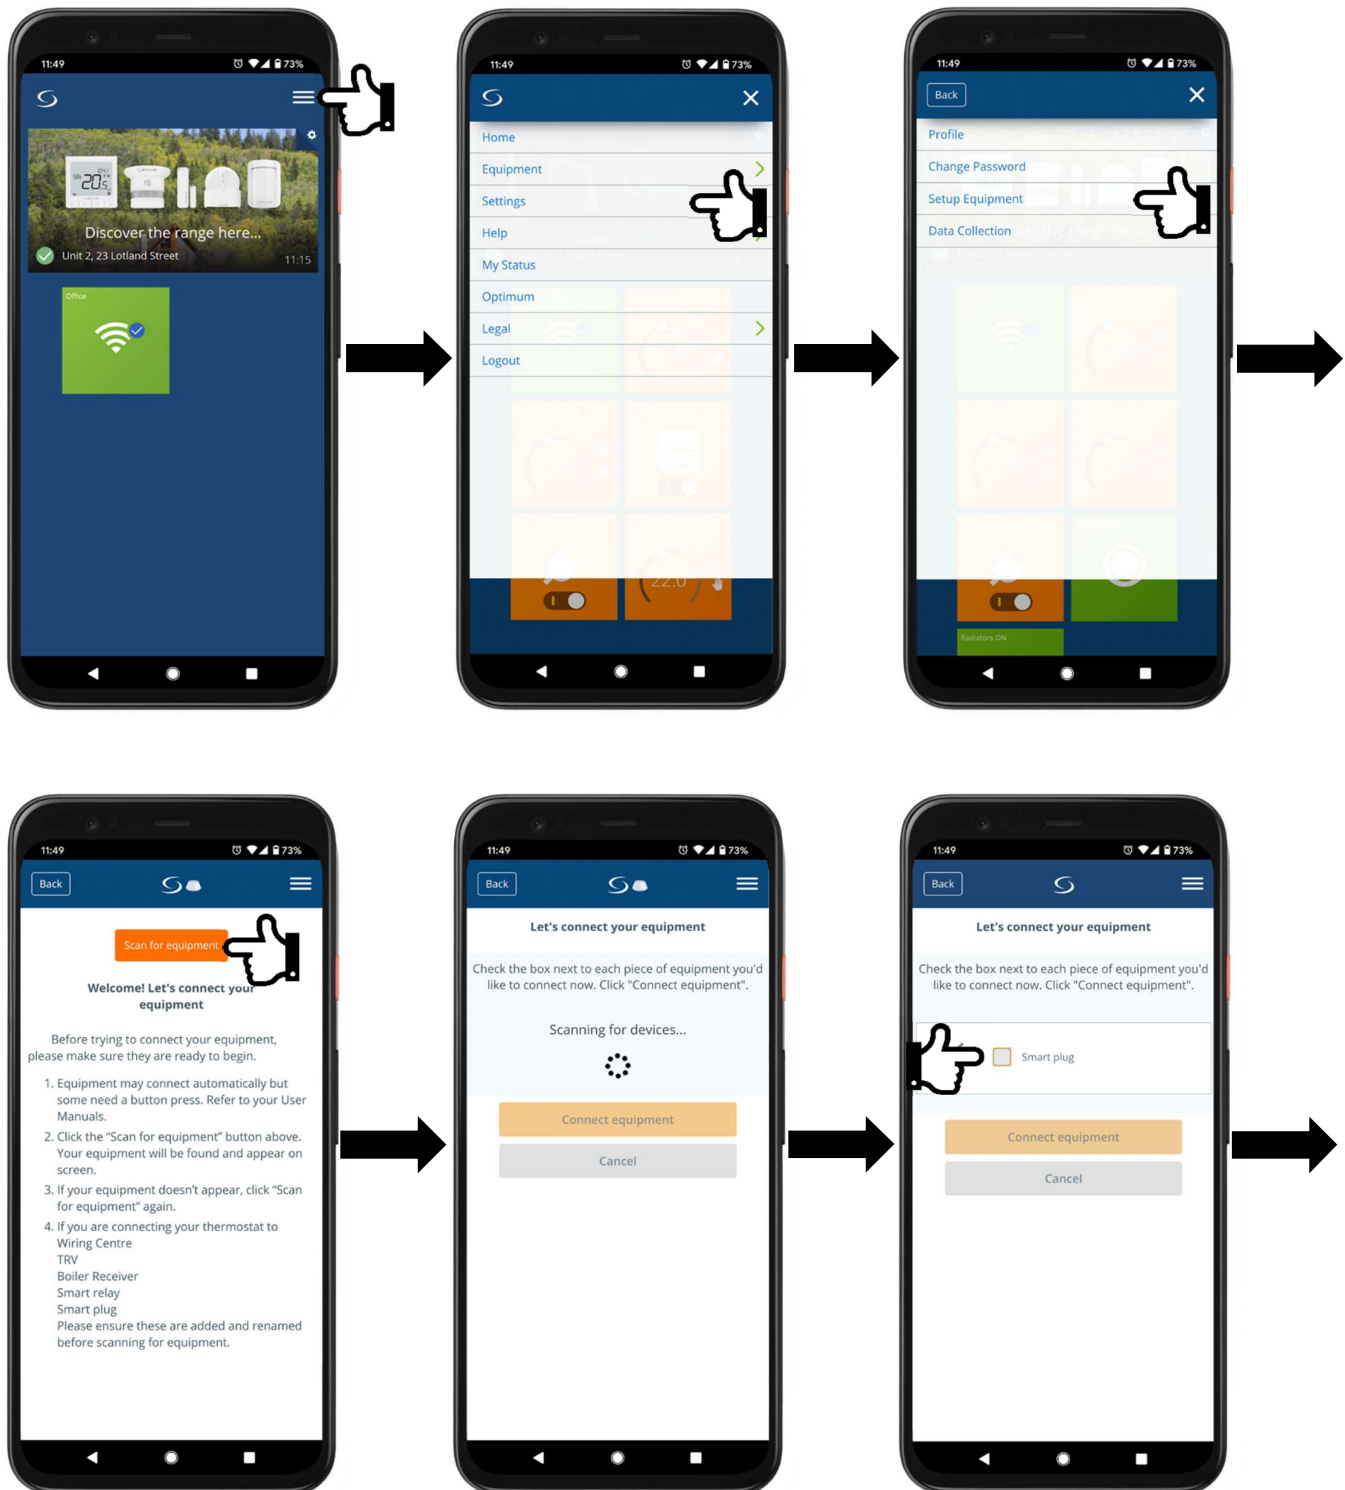 11:49
73%
Discover the range here...
Unit 2, 23 Lotland Street
11:15
Office
11:49
73%
Home
Equipment
Settings
Help
My Status
Optimum
Legal
Logout
22.0
11:49
73%
Back
Profile
Change Password
Setup Equipment
Data Collection
Radiators ON
11:49
73%
Back
Scan for equipment
Welcome! Let's connect your
equipment
Before trying to connect your equipment,
please make sure they are ready to begin.
1. Equipment may connect automatically but
some need a button press. Refer to your User
Manuals.
2. Click the “Scan for equipment” button above.
Your equipment will be found and appear on
screen.
3. If your equipment doesn't appear, click “Scan
for equipment” again.
4. If you are connecting your thermostat to
Wiring Centre
TRV
Boiler Receiver
Smart relay
Smart plug
Please ensure these are added and renamed
before scanning for equipment.
11:49
73%
Back
Let's connect your equipment
Check the box next to each piece of equipment you'd
like to connect now. Click "Connect equipment".
Scanning for devices...
Connect equipment
Cancel
11:49
73%
Back
Let's connect your equipment
Check the box next to each piece of equipment you'd
like to connect now. Click "Connect equipment".
Smart plug
Connect equipment
Cancel